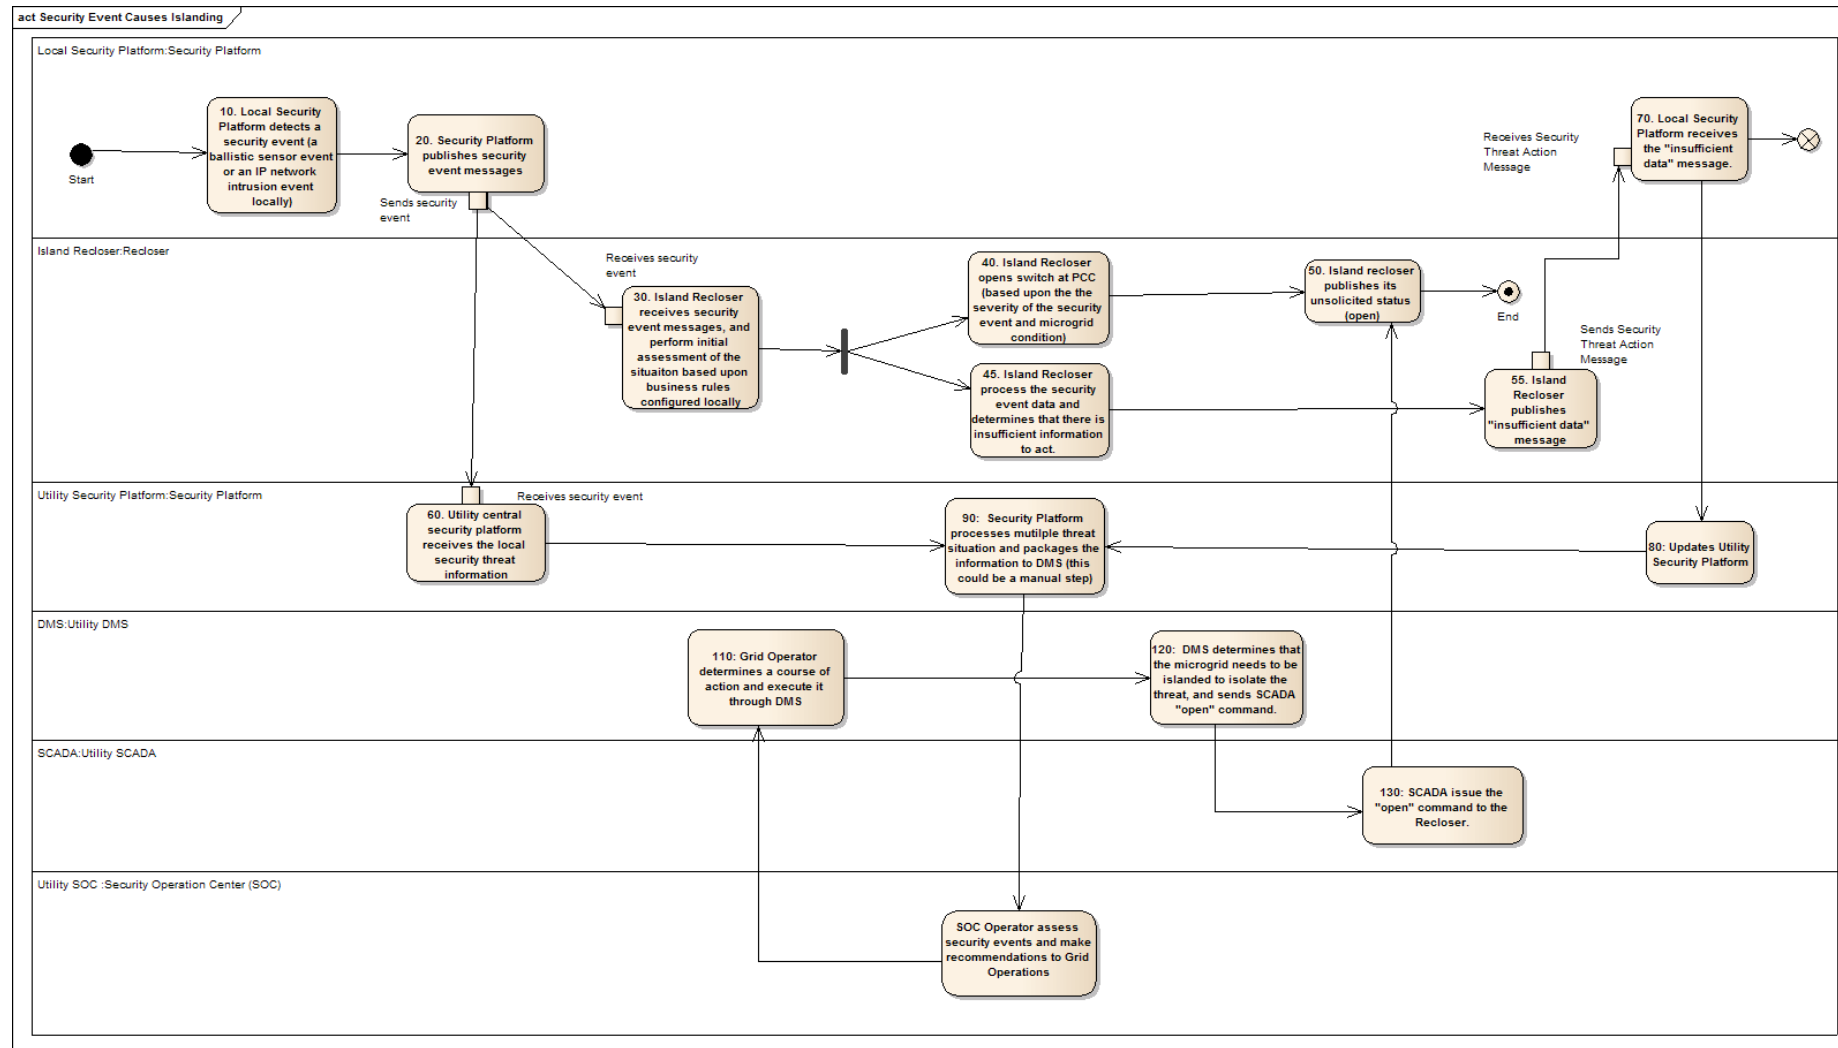 act Security Event Causes Islanding
Local Security Platform:Security Platform
Start
10. Local Security
Platform detects a
security event (a
ballistic sensor event
or an IP network
intrusion event
locally)
20. Security Platform
publishes security
event messages
Sends security
event
Receives Security
Threat Action
Message
70. Local Security
Platform receives
the "insufficient
data" message.
Island Recloser:Recloser
Receives security
event
30. Island Recloser
receives security
event messages, and
perform initial
assessment of the
situaiton based upon
business rules
configured locally
40. Island Recloser
opens switch at PCC
(based upon the the
severity of the security
event and microgrid
condition)
45. Island Recloser
process the security
event data and
determines that there is
insufficient information
to act.
50. Island recloser
publishes its
unsolicited status
(open)
End
Sends Security
Threat Action
Message
55. Island
Recloser
publishes
"insufficient data"
message
Utility Security Platform:Security Platform
Receives security event
60. Utility central
security platform
receives the local
security threat
information
90:  Security Platform
processes mutilple threat
situation and packages the
information to DMS (this
could be a manual step)
80: Updates Utility
Security Platform
DMS:Utility DMS
110: Grid Operator
determines a course of
action and execute it
through DMS
120:  DMS determines that
the microgrid needs to be
islanded to isolate the
threat, and sends SCADA
"open" command.
SCADA:Utility SCADA
130: SCADA issue the
"open" command to the
Recloser.
Utility SOC :Security Operation Center (SOC)
SOC Operator assess
security events and make
recommendations to Grid
Operations